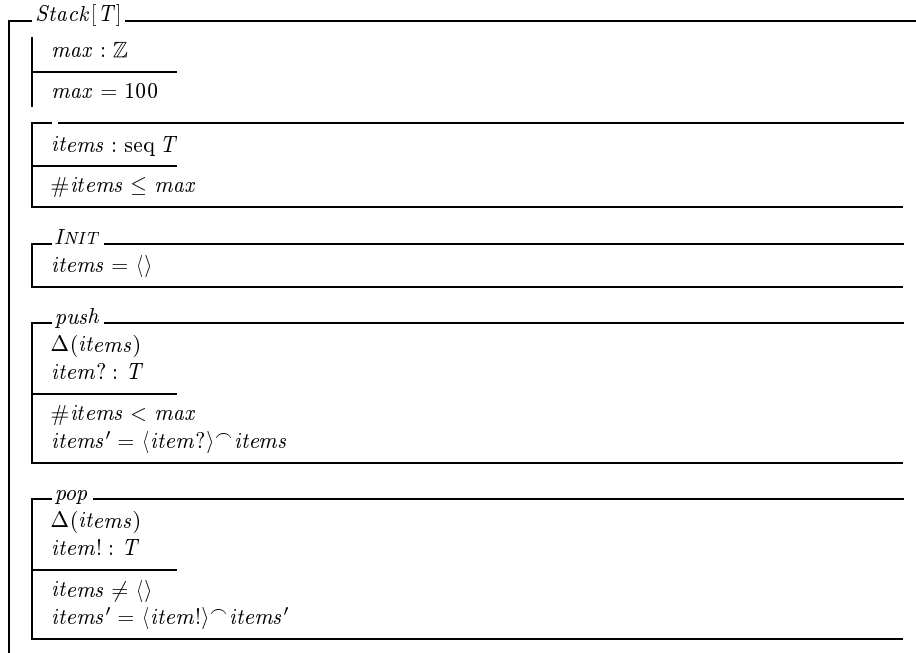 Stack[T]
max : ℤ
max = 100
items : seq T
#items ≤ max
INIT
items = ⟨⟩
push
Δ(items)
item? : T
#items < max
items′ = ⟨item?⟩⌢items
pop
Δ(items)
item! : T
items ≠ ⟨⟩
items′ = ⟨item!⟩⌢items′